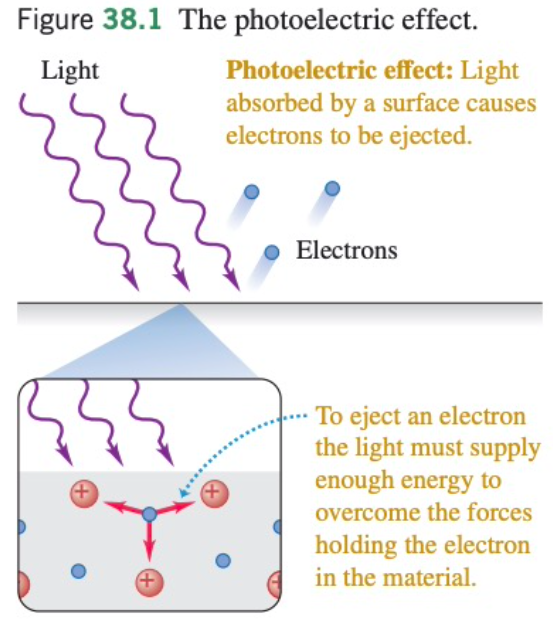 Figure 38.1 The photoelectric effect.
Light
Photoelectric effect: Light
absorbed by a surface causes
electrons to be ejected.
Electrons
To eject an electron
the light must supply
enough energy to
overcome the forces
holding the electron
in the material.
+
+
+
+